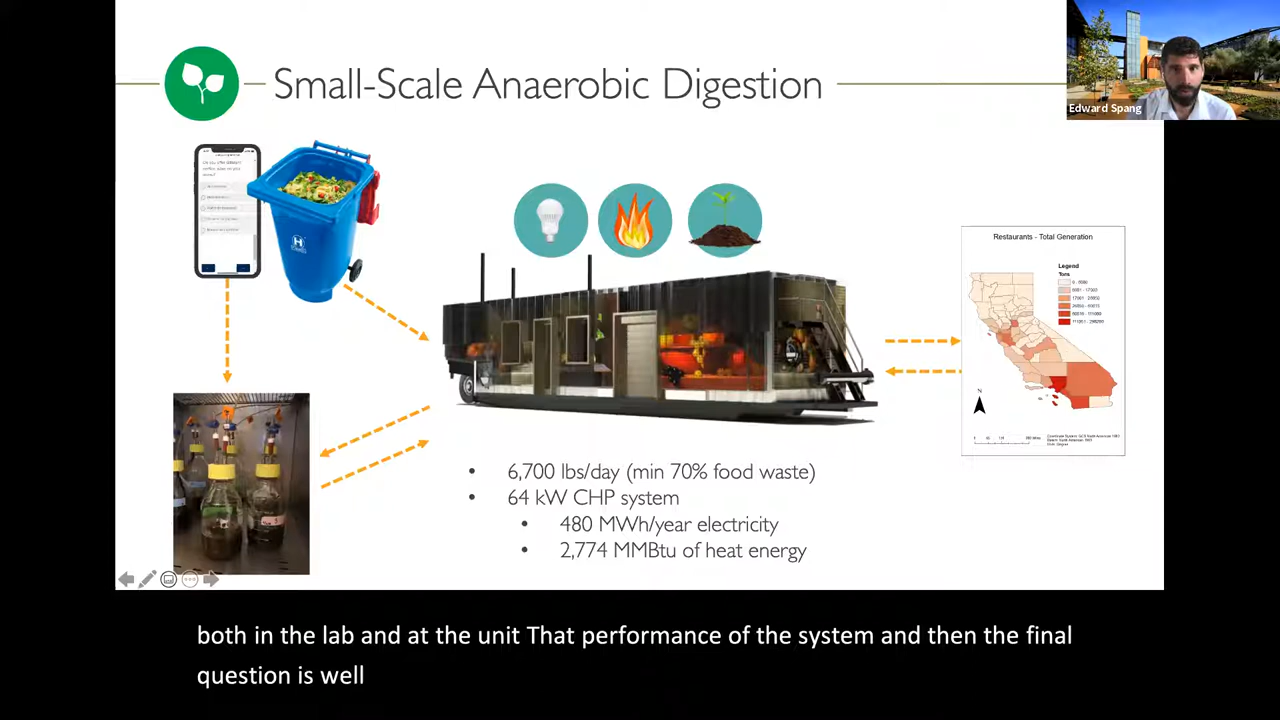 Small-Scale Anaerobic Digestion
Edward Spang
Restaurants - Total Generation
Legend
Tons
N
6,700 lbs/day (min 70% food waste)
64 kW CHP system
480 MWh/year electricity
2,774 MMBtu of heat energy
both in the lab and at the unit That performance of the system and then the final
question is well